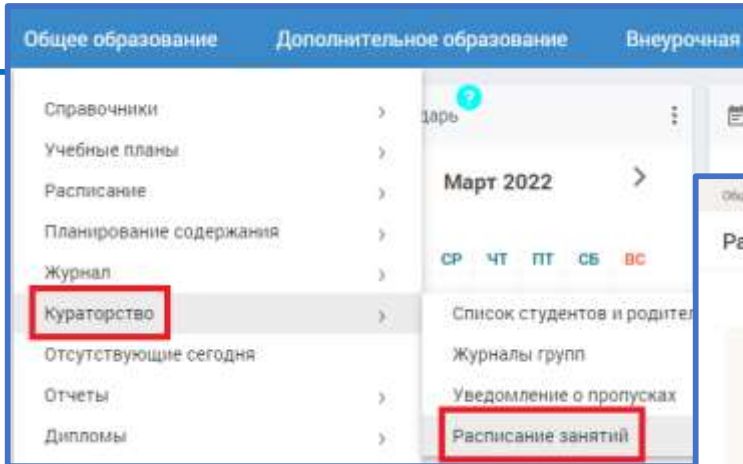 Общее образование Дополнительное образование Внеурочная
Справочники
Учебные планы
Расписание
Планирование содержания
Журнал
Кураторство
Отсутствующие сегодня
Отчеты
Дипломы
?
Март 2022
СР ЧТ ПТ СБ ВС
Список студентов и родител
Журналы групп
Уведомление о пропусках
Расписание занятий